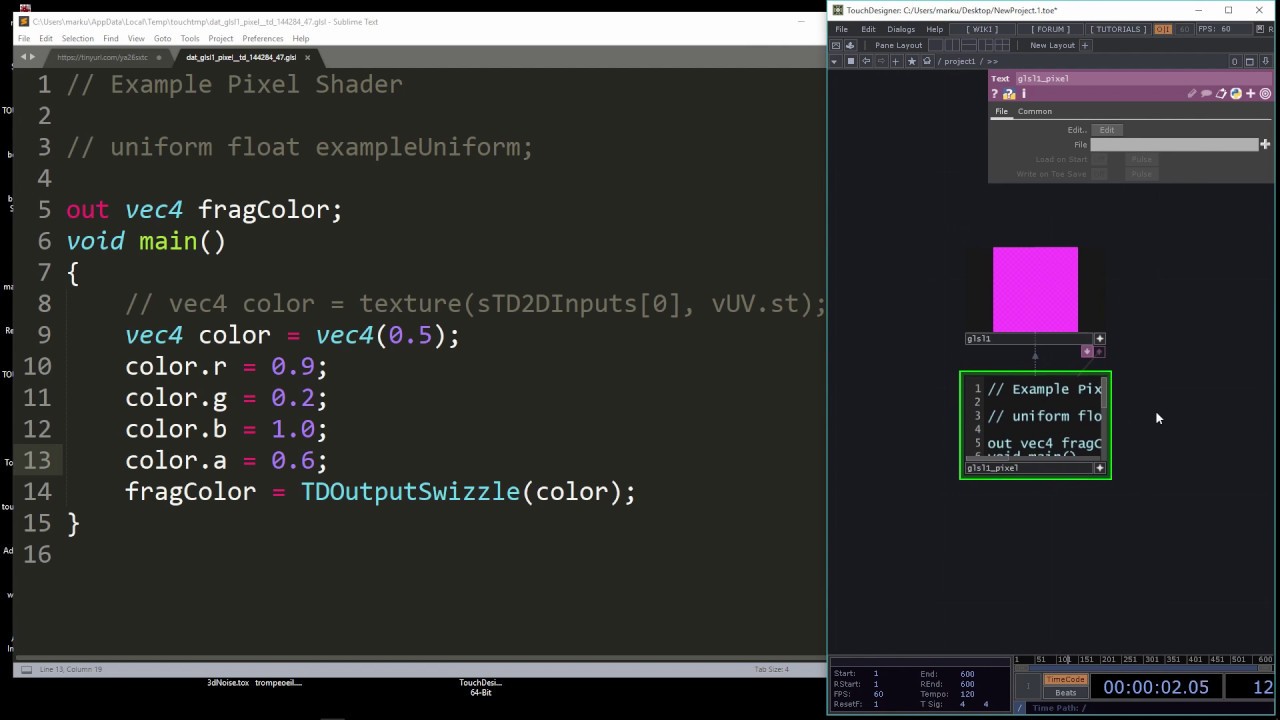 C:\Users\marku\AppData\Local\Temp\touchtmp\dat_glsl1_pixel__td_144284_47.glsl - Sublime Text
File Edit Selection Find View Goto Tools Project Preferences Help
https://tinyurl.com/ya26sstc
dat_glsl1_pixel__td_144284_47.glsl
1 // Example Pixel Shader
2
3 // uniform float exampleUniform;
4
5 out vec4 fragColor;
6 void main()
7 {
8 // vec4 color = texture(sTD2DInputs[0], vUV.st);
9 vec4 color = vec4(0.5);
10 color.r = 0.9;
11 color.g = 0.2;
12 color.b = 1.0;
13 color.a = 0.6;
14 fragColor = TDOutputSwizzle(color);
15 }
16
Line 13, Column 19
Tab Size: 4
3dNoise.tox trompeoeil....
TouchDesi...
64-Bit
TouchDesigner: C:/Users/marku/Desktop/NewProject.1.toe*
File Edit Dialogs Help [ WIKI ] [ FORUM ] [ TUTORIALS ] O|I 60 FPS: 60
Pane Layout New Layout +
/ project1 / >>
Text glsl1_pixel
File Common
Edit.. Edit
File
Load on Start Pulse
Write on Toe Save Pulse
glsl1
1 // Example Pix
2
3 // uniform flo
4
5 out vec4 fragC
6 void main()
glsl1_pixel
1 51 101 151 201 251 301 351 401 451 501 600
Start: 1 End: 600
RStart: 1 REnd: 600
FPS: 60 Tempo: 120
ResetF: 1 T Sig: 4 4
TimeCode
Beats
1
00:00:02.05
12
/ Time Path: /